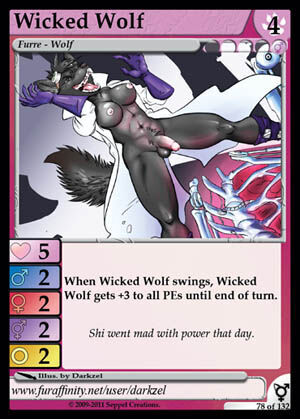 Wicked Wolf
4
Furre - Wolf
5
2
2
2
2
When Wicked Wolf swings, Wicked
Wolf gets +3 to all PEs until end of turn.
Shi went mad with power that day.
Illus. by Darkzel
www.furaffinity.net/user/darkzel
© 2009-2011 Seppel Creations.
78 of 132